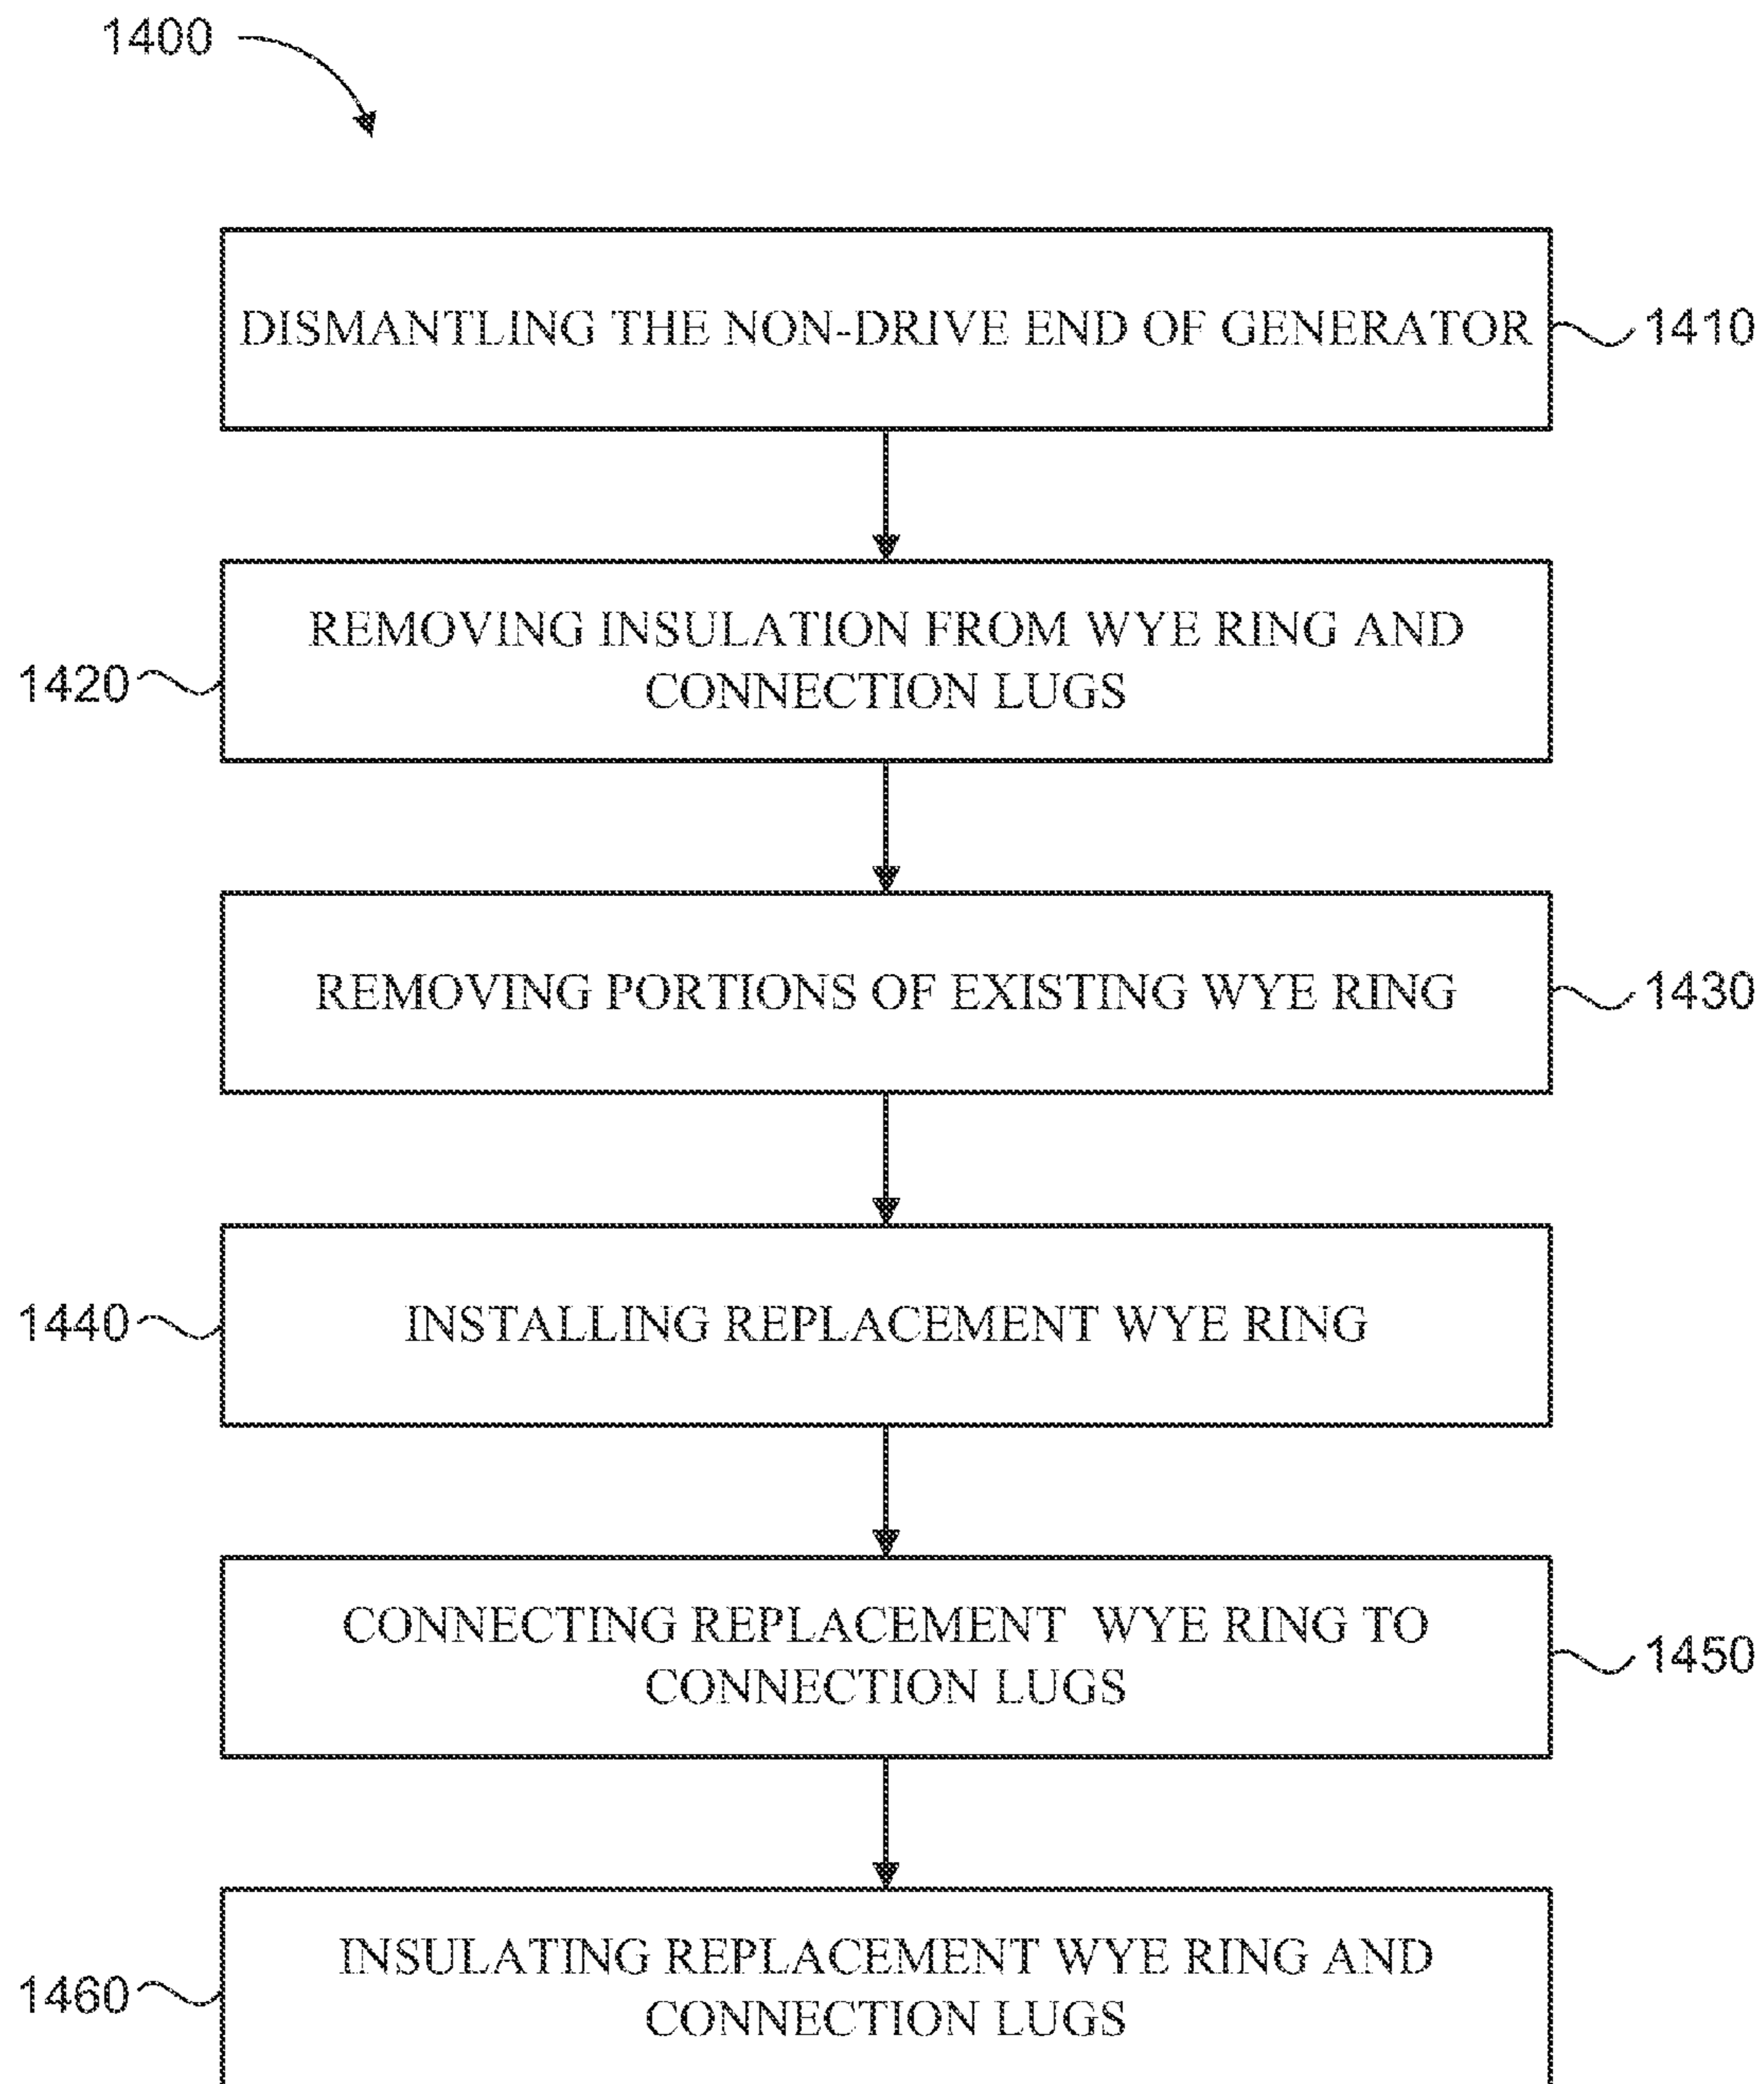 1400
DISMANTLING THE NON-DRIVE END OF GENERATOR
1410
REMOVING INSULATION FROM WYE RING AND
CONNECTION LUGS
1420
REMOVING PORTIONS OF EXISTING WYE RING
1430
INSTALLING REPLACEMENT WYE RING
1440
CONNECTING REPLACEMENT WYE RING TO
CONNECTION LUGS
1450
INSULATING REPLACEMENT WYE RING AND
CONNECTION LUGS
1460